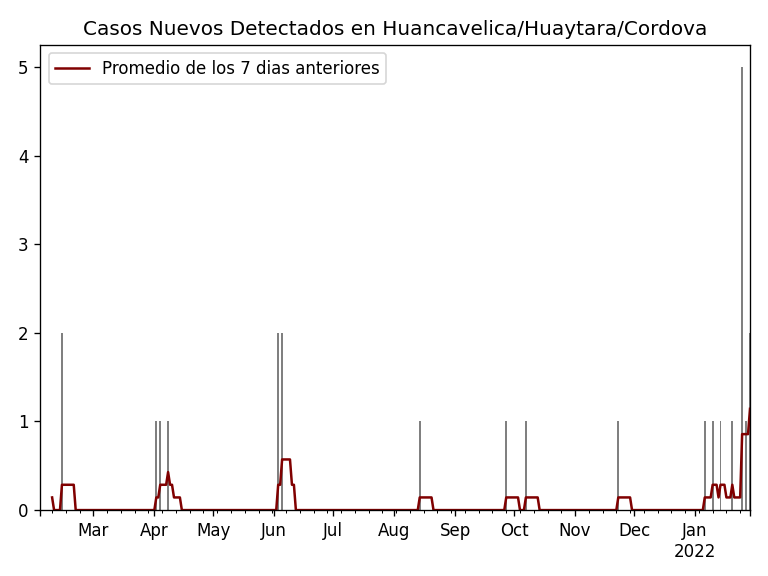 Casos Nuevos Detectados en Huancavelica/Huaytara/Cordova
Promedio de los 7 dias anteriores
5
4
3
2
1
0
Mar Apr May Jun Jul Aug Sep Oct Nov Dec Jan
2022